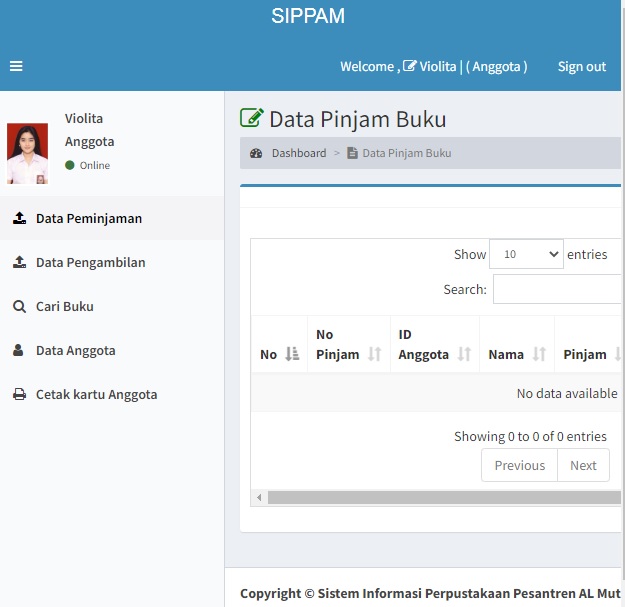 SIPPAM
Welcome , Violita | ( Anggota ) Sign out
Violita
Anggota
Online
Data Peminjaman
Data Pengambilan
Cari Buku
Data Anggota
Cetak kartu Anggota
Data Pinjam Buku
Dashboard > Data Pinjam Buku
Show 10 entries
Search:
No No Pinjam ID Anggota Nama Pinjam
No data available
Showing 0 to 0 of 0 entries
Previous Next
Copyright © Sistem Informasi Perpustakaan Pesantren AL Mut